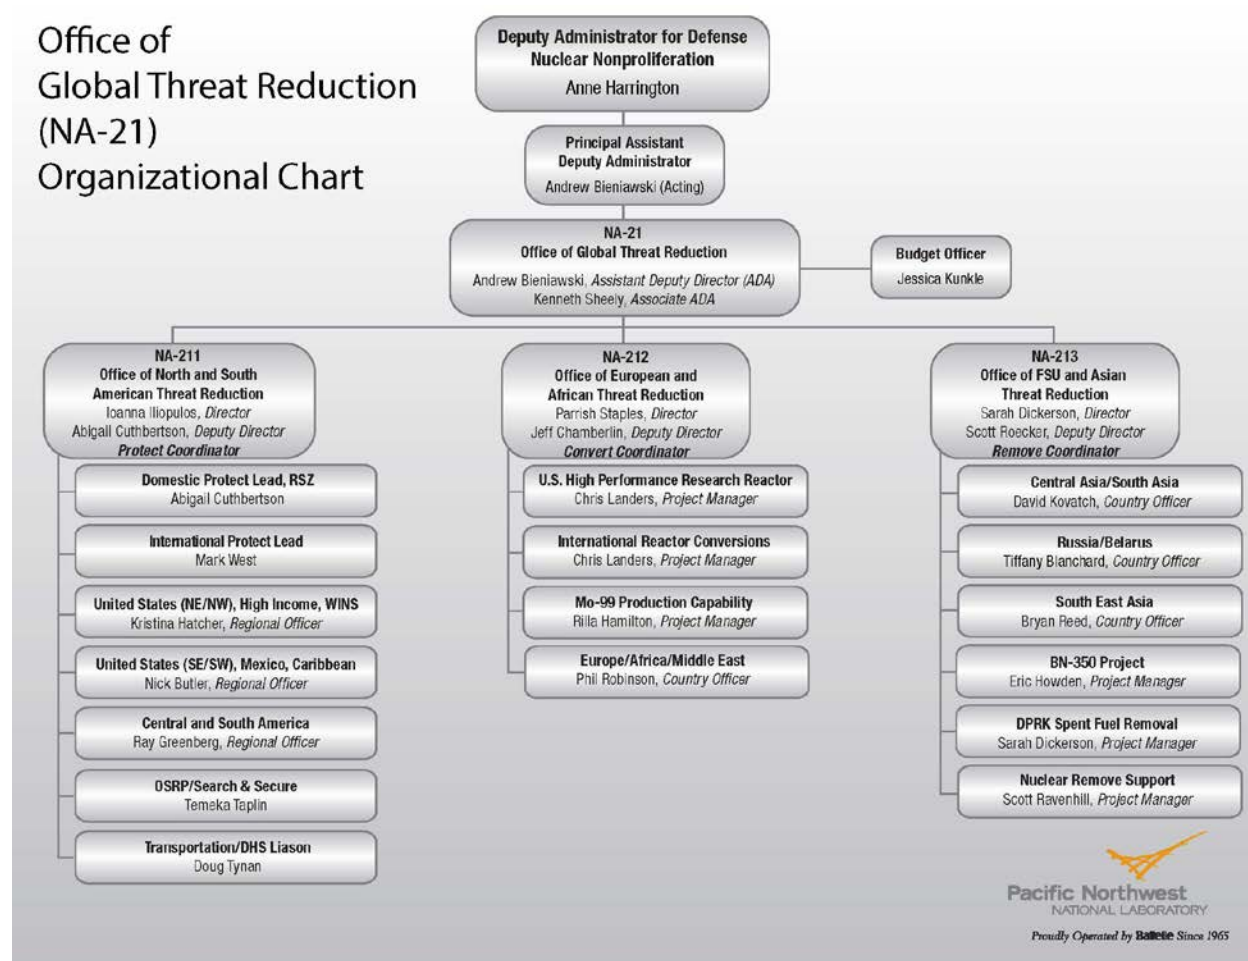 Office of
Global Threat Reduction
(NA-21)
Organizational Chart
Deputy Administrator for Defense
Nuclear Nonproliferation
Anne Harrington
Principal Assistant
Deputy Administrator
Andrew Bieniawski (Acting)
NA-21
Office of Global Threat Reduction
Andrew Bieniawski, Assistant Deputy Director (ADA)
Kenneth Sheely, Associate ADA
Budget Officer
Jessica Kunkle
NA-211
Office of North and South
American Threat Reduction
Ioanna Iliopulos, Director
Abigail Cuthbertson, Deputy Director
Protect Coordinator
Domestic Protect Lead, RSZ
Abigail Cuthbertson
International Protect Lead
Mark West
United States (NE/NW), High Income, WINS
Kristina Hatcher, Regional Officer
United States (SE/SW), Mexico, Caribbean
Nick Butler, Regional Officer
Central and South America
Ray Greenberg, Regional Officer
OSRP/Search & Secure
Temeka Taplin
Transportation/DHS Liason
Doug Tynan
NA-212
Office of European and
African Threat Reduction
Parrish Staples, Director
Jeff Chamberlin, Deputy Director
Convert Coordinator
U.S. High Performance Research Reactor
Chris Landers, Project Manager
International Reactor Conversions
Chris Landers, Project Manager
Mo-99 Production Capability
Rilla Hamilton, Project Manager
Europe/Africa/Middle East
Phil Robinson, Country Officer
NA-213
Office of FSU and Asian
Threat Reduction
Sarah Dickerson, Director
Scott Roecker, Deputy Director
Remove Coordinator
Central Asia/South Asia
David Kovatch, Country Officer
Russia/Belarus
Tiffany Blanchard, Country Officer
South East Asia
Bryan Reed, Country Officer
BN-350 Project
Eric Howden, Project Manager
DPRK Spent Fuel Removal
Sarah Dickerson, Project Manager
Nuclear Remove Support
Scott Ravenhill, Project Manager
Pacific Northwest
NATIONAL LABORATORY
Proudly Operated by Battelle Since 1965